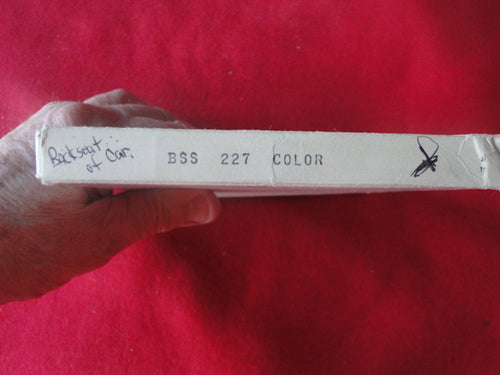 Backseat
of Car.
BSS 227 COLOR